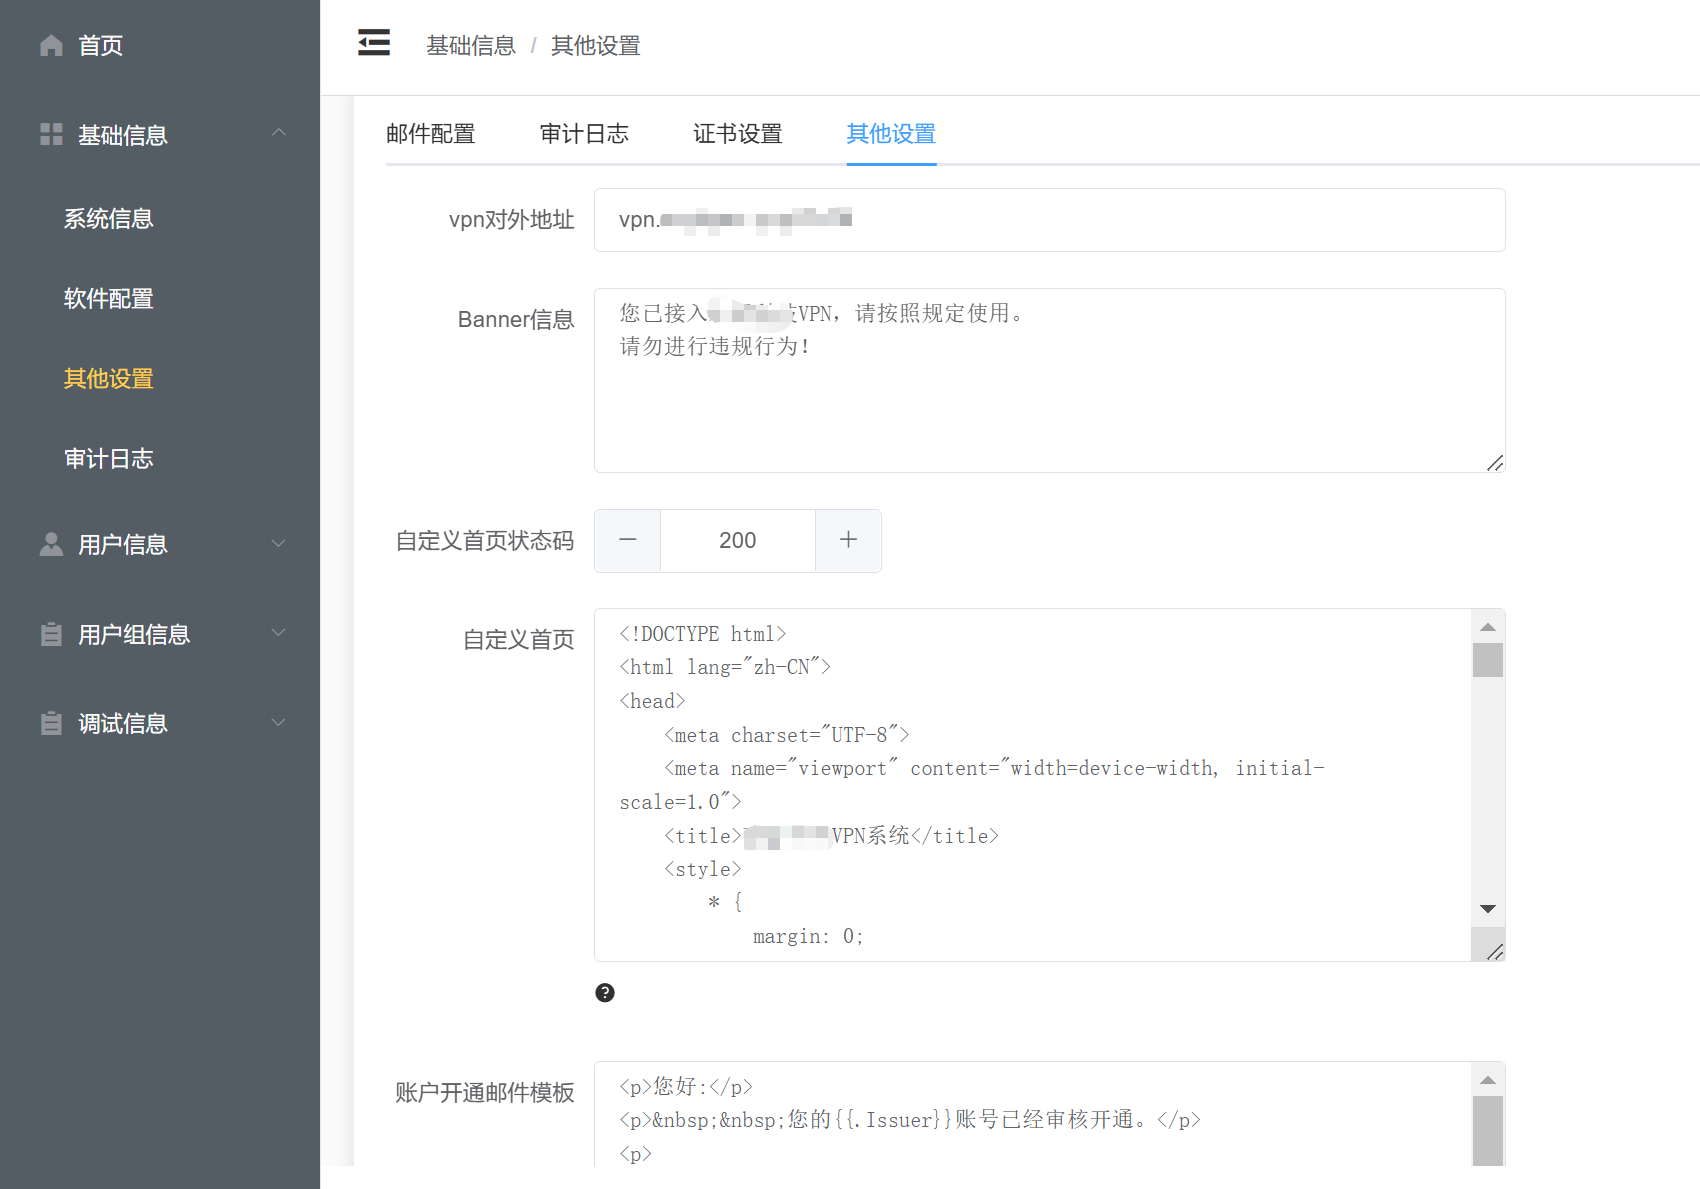 首页
基础信息
系统信息
软件配置
其他设置
审计日志
用户信息
用户组信息
调试信息
基础信息 / 其他设置
邮件配置 审计日志 证书设置 其他设置
vpn对外地址 vpn.
Banner信息 您已接入 VPN，请按照规定使用。
请勿进行违规行为！
自定义首页状态码 200
自定义首页
<!DOCTYPE html>
<html lang="zh-CN">
<head>
<meta charset="UTF-8">
<meta name="viewport" content="width=device-width, initial-
scale=1.0">
<title> VPN系统</title>
<style>
* {
margin: 0;
账户开通邮件模板
<p>您好:</p>
<p>&nbsp;&nbsp;您的{{.Issuer}}账号已经审核开通。</p>
<p>